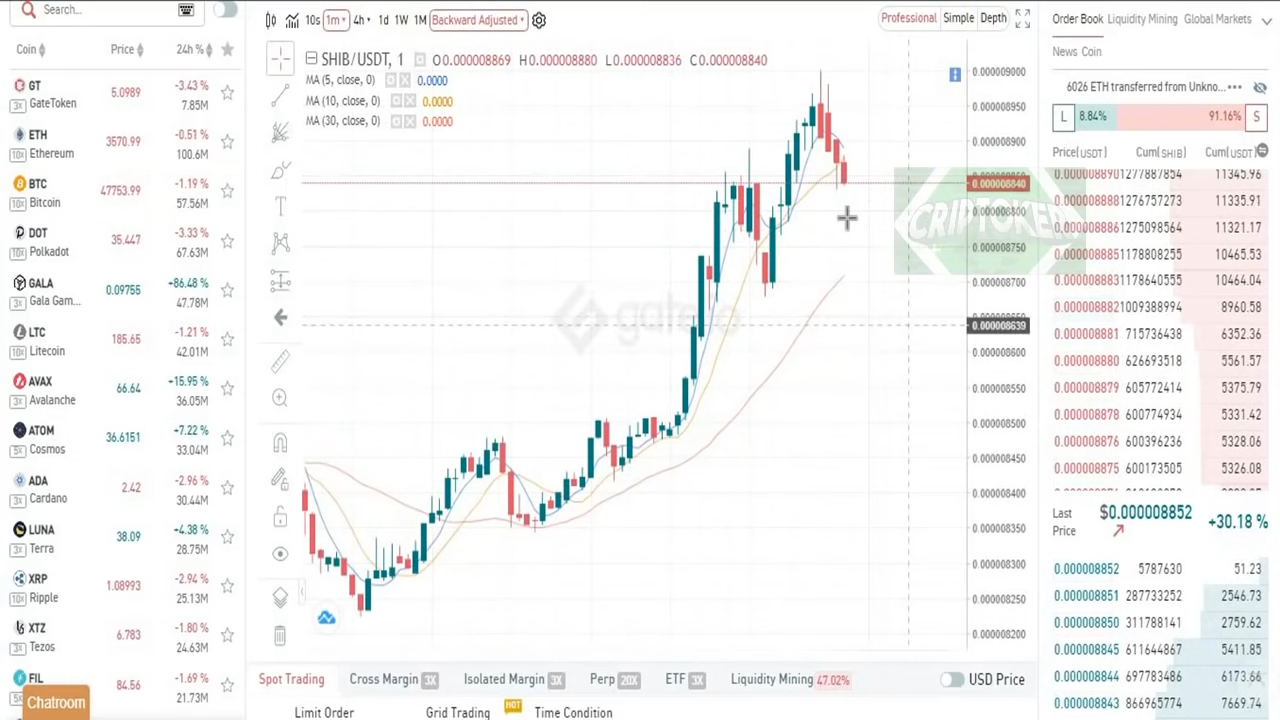 Search...
Coin Price 24h %
GT 5.0989 -3.43 %
3X GateToken 7.85M
ETH 3570.99 -0.51 %
10X Ethereum 100.6M
BTC 47753.99 -1.19 %
10X Bitcoin 57.56M
DOT 35.447 -3.33 %
10X Polkadot 67.63M
GALA 0.09755 +86.48 %
3X Gala Gam... 47.78M
LTC 185.65 -1.21 %
10X Litecoin 42.01M
AVAX 66.64 +15.95 %
3X Avalanche 36.05M
ATOM 36.6151 +7.22 %
5X Cosmos 33.04M
ADA 2.42 -2.96 %
3X Cardano 30.44M
LUNA 38.09 +4.38 %
3X Terra 28.75M
XRP 1.08993 -2.94 %
10X Ripple 25.13M
XTZ 6.783 -1.80 %
3X Tezos 24.63M
FIL 84.56 -1.69 %
21.73M
Chatroom
10s 1m 4h 1d 1W 1M Backward Adjusted
Professional Simple Depth
SHIB/USDT, 1 O0.000008869 H0.000008880 L0.000008836 C0.000008840
MA (5, close, 0) 0.0000
MA (10, close, 0) 0.0000
MA (30, close, 0) 0.0000
gate.io
CRIPTOKEN
0.000009000
0.000008950
0.000008900
0.000008840
0.000008800
0.000008750
0.000008700
0.000008639
0.000008600
0.000008550
0.000008500
0.000008450
0.000008400
0.000008350
0.000008300
0.000008250
0.000008200
Spot Trading Cross Margin 3X Isolated Margin 3X Perp 20X ETF 3X Liquidity Mining 47.02% USD Price
Limit Order Grid Trading HOT Time Condition
Order Book Liquidity Mining Global Markets
News Coin
6026 ETH transferred from Unkno...
L 8.84% 91.16% S
Price(USDT) Cum(SHIB) Cum(USDT)
0.000008890 1277887854 11345.96
0.000008888 1276757273 11335.91
0.000008886 1275098564 11321.17
0.000008885 1178808255 10465.53
0.000008883 1178640555 10464.04
0.000008882 1009388994 8960.58
0.000008881 715736438 6352.36
0.000008880 626693518 5561.57
0.000008879 605772414 5375.79
0.000008878 600774934 5331.42
0.000008876 600396236 5328.06
0.000008875 600173505 5326.08
Last Price $0.000008852 +30.18 %
0.000008852 5787630 51.23
0.000008851 287733252 2546.73
0.000008850 311788141 2759.62
0.000008845 611644867 5411.85
0.000008844 697783486 6173.66
0.000008843 866965774 7669.74